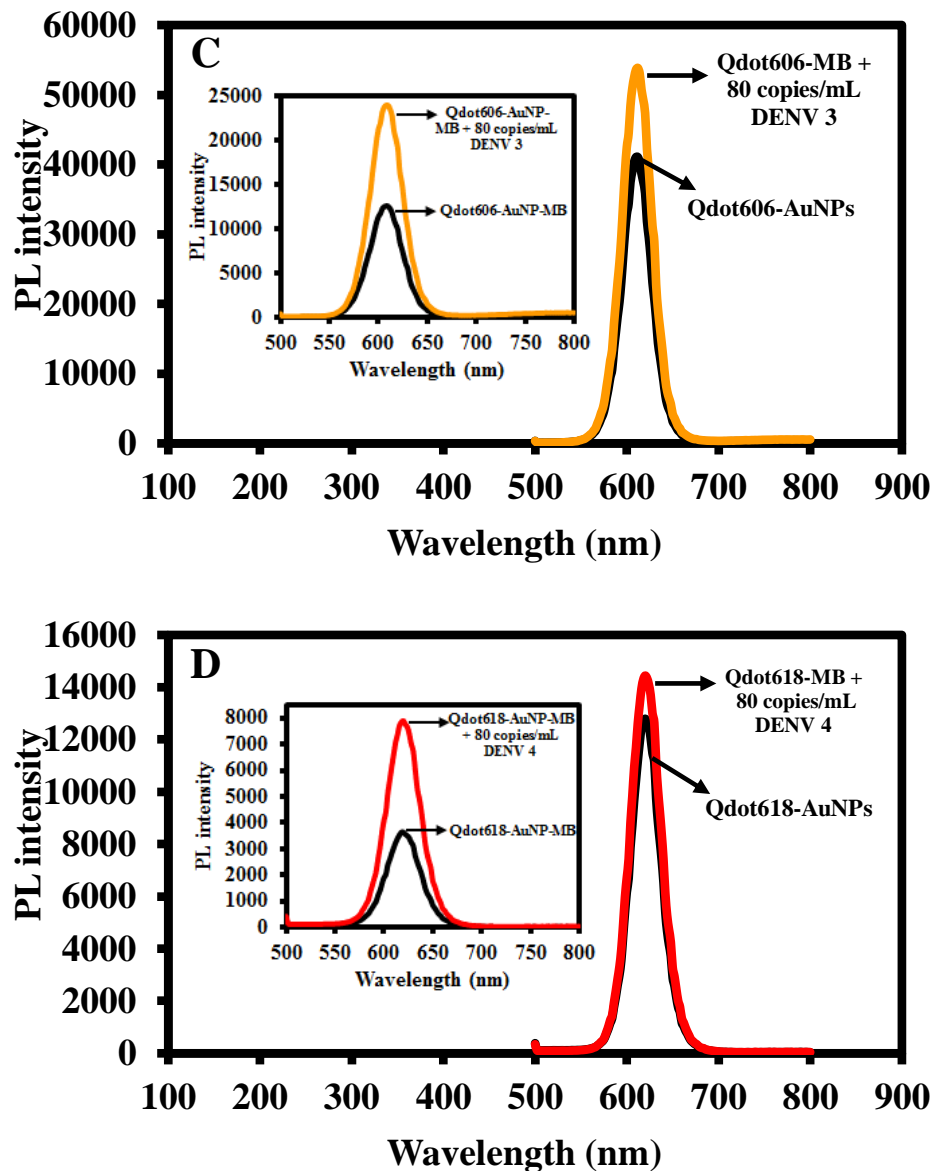 C
60000
50000
40000
30000
20000
10000
0
PL intensity
100 200 300 400 500 600 700 800 900
Wavelength (nm)
Qdot606-MB +
80 copies/mL
DENV 3
Qdot606-AuNPs
25000
20000
15000
10000
5000
0
PL intensity
500 550 600 650 700 750 800
Wavelength (nm)
Qdot606-AuNP-
MB + 80 copies/mL
DENV 3
Qdot606-AuNP-MB
D
16000
14000
12000
10000
8000
6000
4000
2000
0
PL intensity
100 200 300 400 500 600 700 800 900
Wavelength (nm)
Qdot618-MB +
80 copies/mL
DENV 4
Qdot618-AuNPs
8000
7000
6000
5000
4000
3000
2000
1000
0
PL intensity
500 550 600 650 700 750 800
Wavelength (nm)
Qdot618-AuNP-MB
+ 80 copies/mL
DENV 4
Qdot618-AuNP-MB